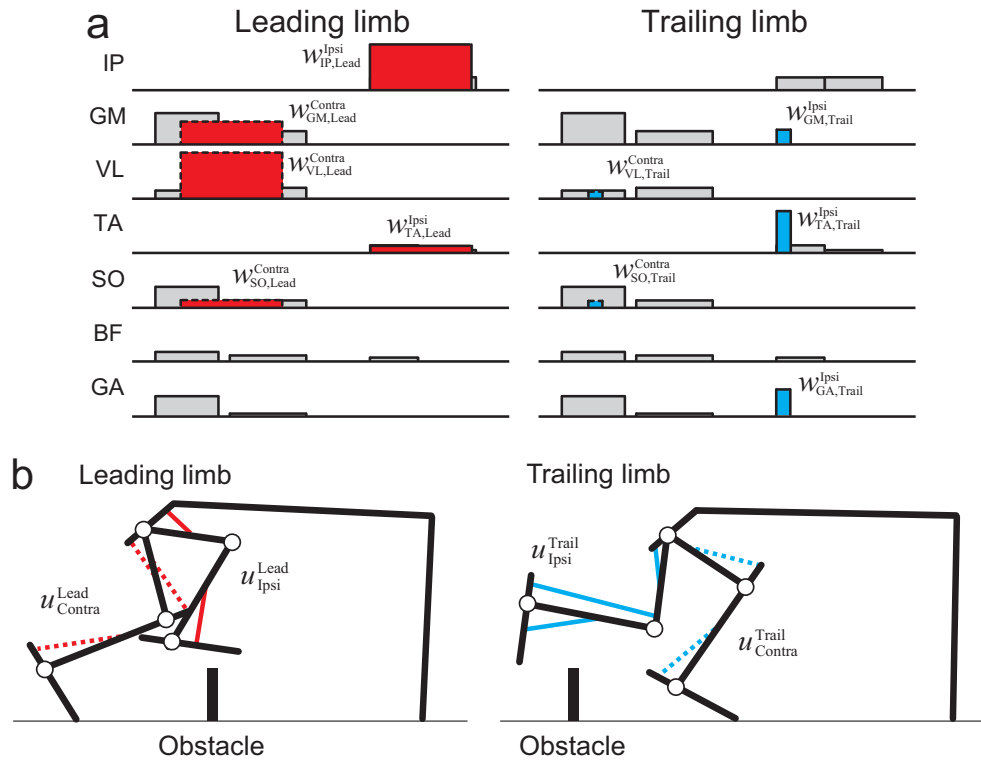 a
Leading limb
Trailing limb
IP
w^Ipsi_IP,Lead
GM
w^Contra_GM,Lead
w^Ipsi_GM,Trail
VL
w^Contra_VL,Lead
w^Contra_VL,Trail
TA
w^Ipsi_TA,Lead
w^Ipsi_TA,Trail
SO
w^Contra_SO,Lead
w^Contra_SO,Trail
BF
GA
w^Ipsi_GA,Trail
b
Leading limb
u^Lead_Contra
u^Lead_Ipsi
Obstacle
Trailing limb
u^Trail_Ipsi
u^Trail_Contra
Obstacle